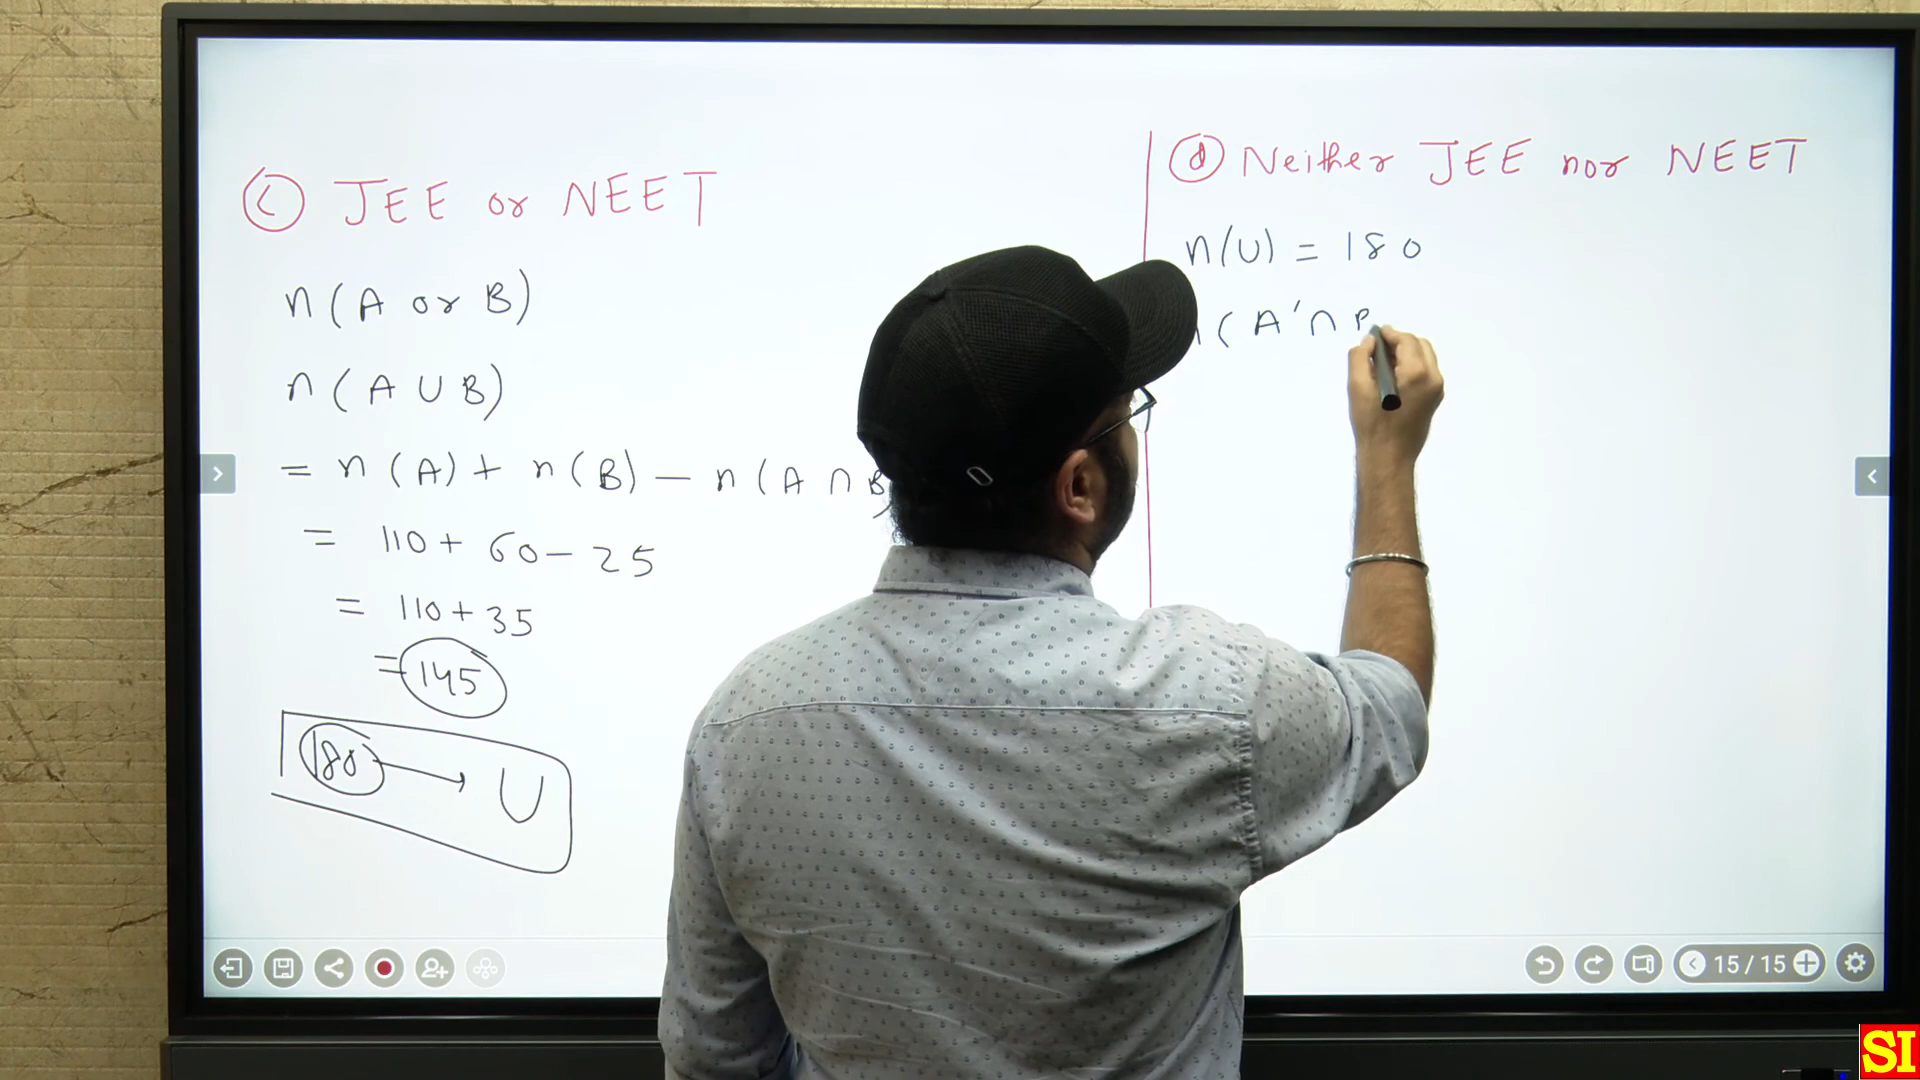 (c) JEE or NEET
n(A or B)
n(A ∪ B)
= n(A) + n(B) − n(A ∩ B)
= 110 + 60 − 25
= 110 + 35
= 145
180 → U
(d) Neither JEE nor NEET
n(U) = 180
( A' ∩ B
15/15
SI